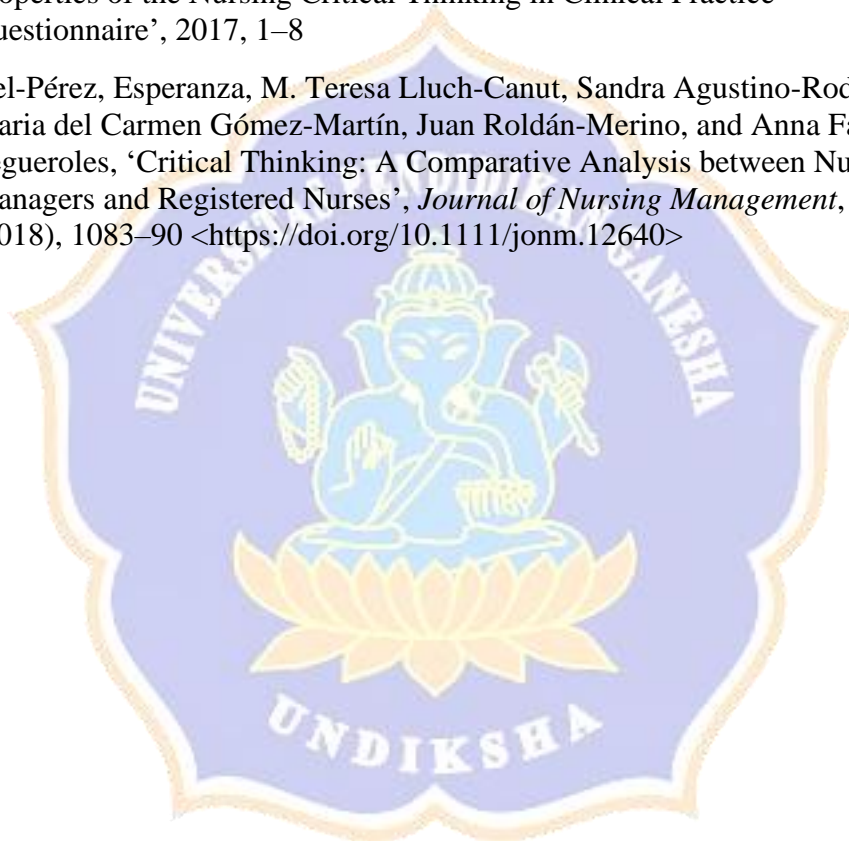 operties of the Nursing Critical Thinking in Clinical Practice
uestionnaire’, 2017, 1–8
el-Pérez, Esperanza, M. Teresa Lluch-Canut, Sandra Agustino-Rod
aria del Carmen Gómez-Martín, Juan Roldán-Merino, and Anna Fa
egueroles, ‘Critical Thinking: A Comparative Analysis between Nu
anagers and Registered Nurses’, Journal of Nursing Management,
018), 1083–90 <https://doi.org/10.1111/jonm.12640>
UNIVERSITAS PENDIDIKAN GANESHA
UNDIKSHA